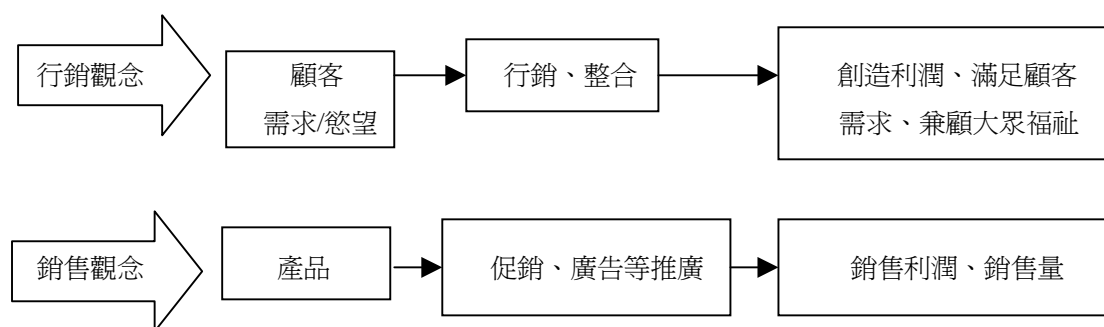 行銷觀念
顧客
需求/慾望
行銷、整合
創造利潤、滿足顧客
需求、兼顧大眾福祉
銷售觀念
產品
促銷、廣告等推廣
銷售利潤、銷售量